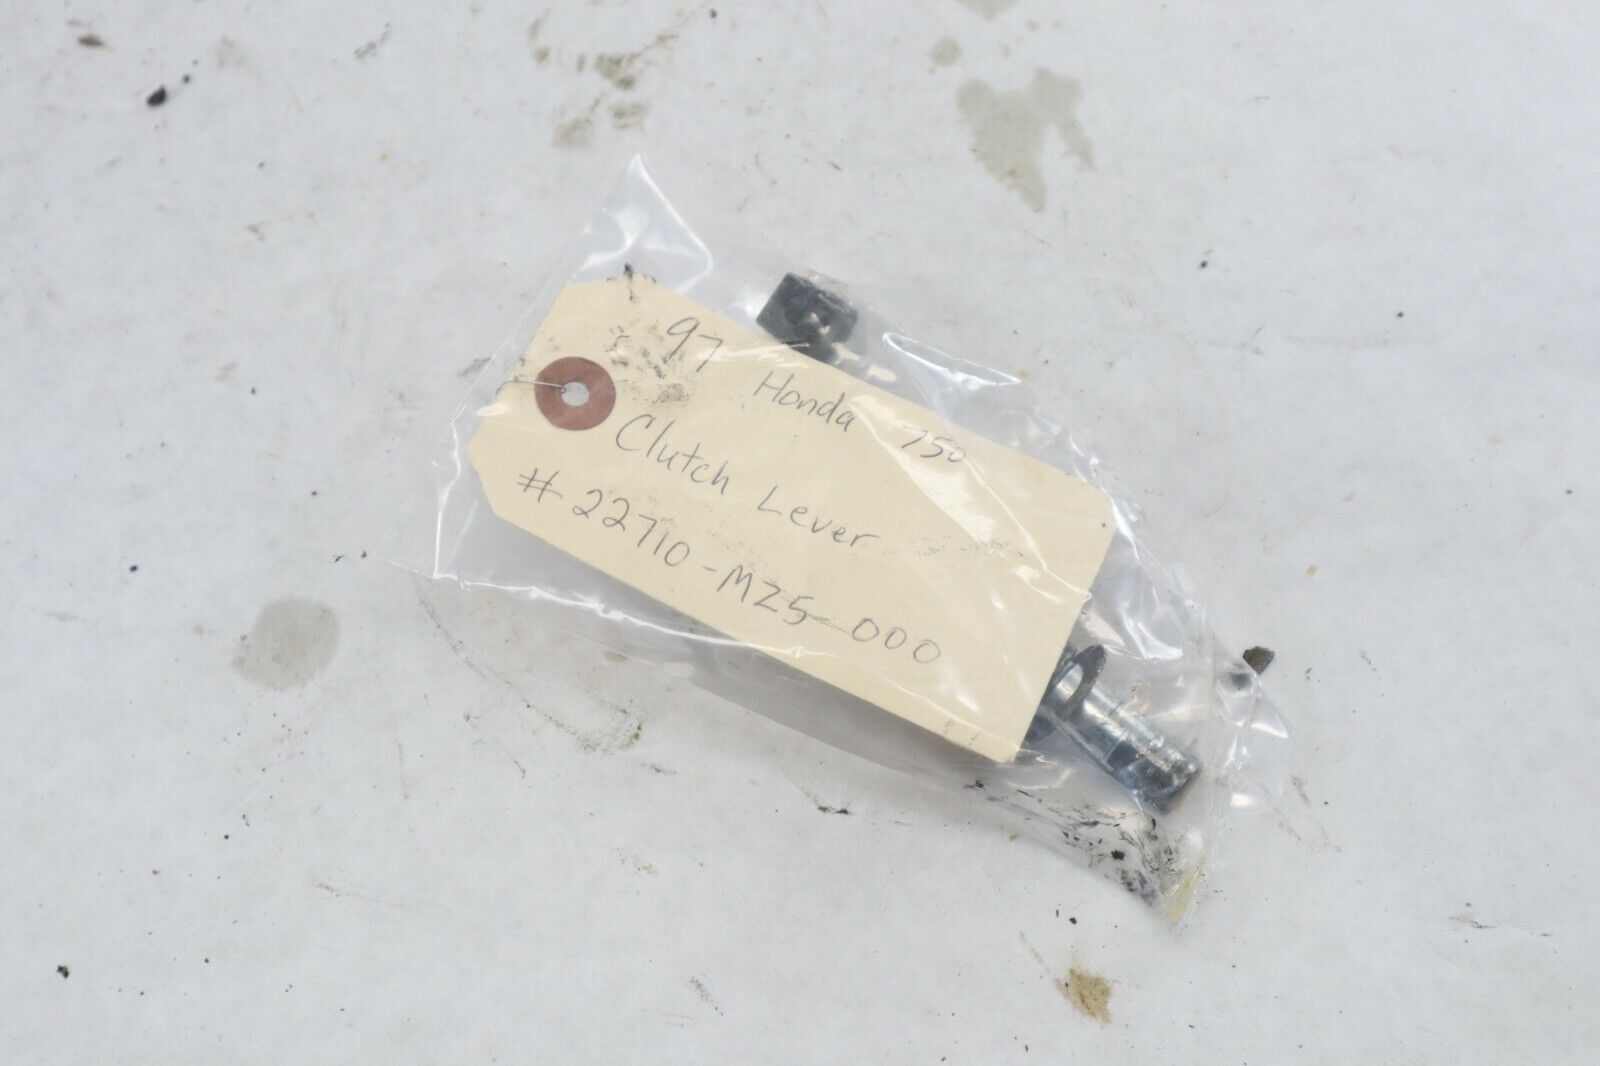 97 Honda 750
Clutch Lever
# 22710-MZ5-000